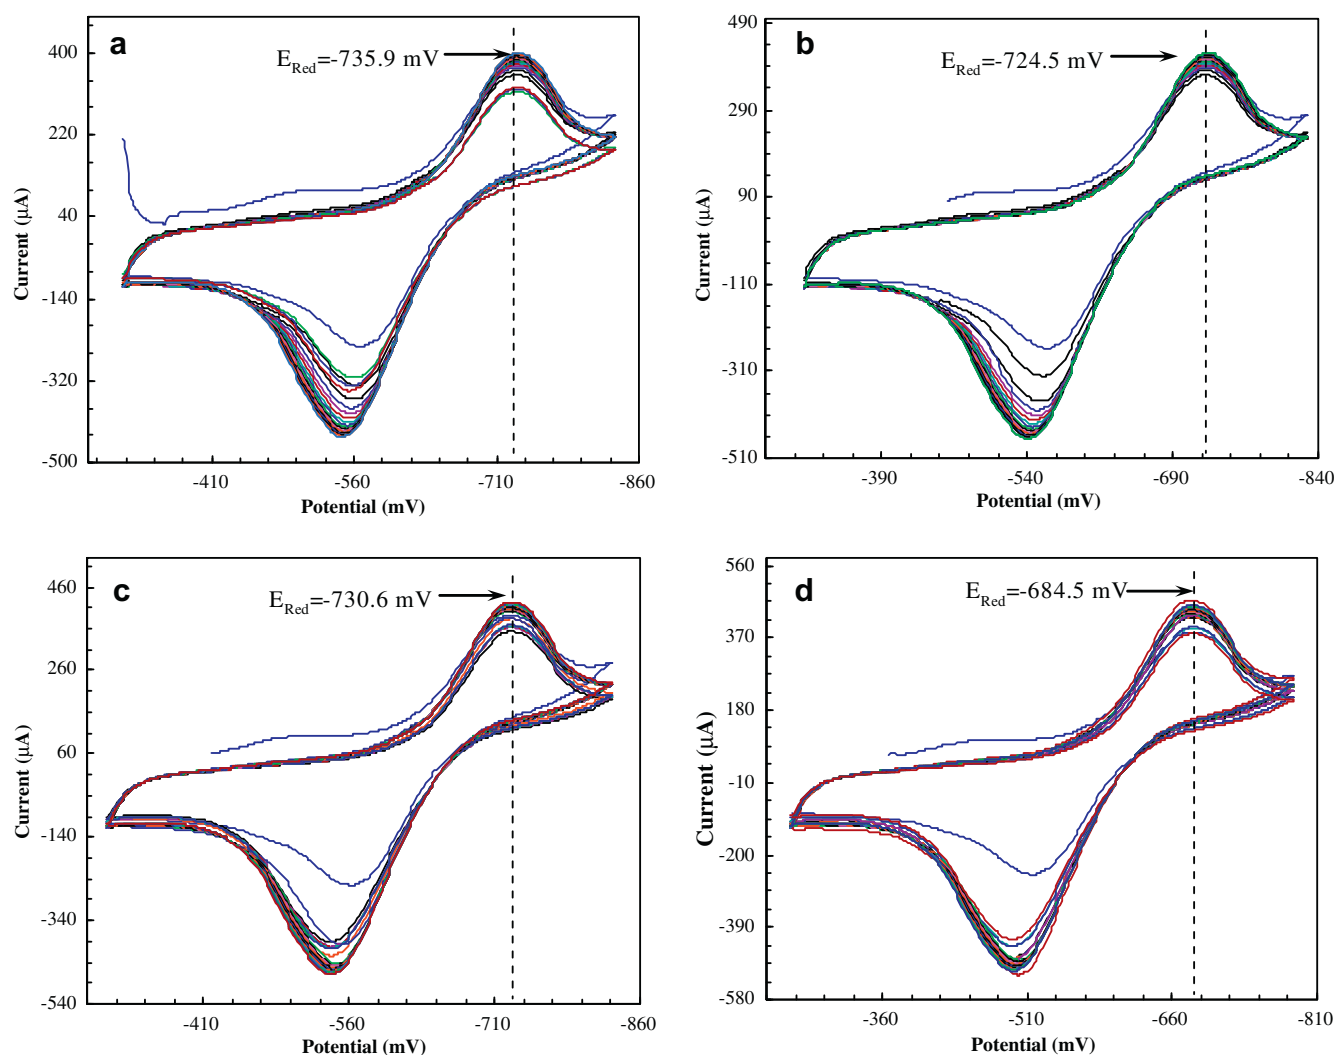 a
E_Red=-735.9 mV
400
220
40
-140
-320
-500
Current (µA)
-410
-560
-710
-860
Potential (mV)
b
E_Red=-724.5 mV
490
290
90
-110
-310
-510
Current (µA)
-390
-540
-690
-840
Potential (mV)
c
E_Red=-730.6 mV
460
260
60
-140
-340
-540
Current (µA)
-410
-560
-710
-860
Potential (mV)
d
E_Red=-684.5 mV
560
370
180
-10
-200
-390
-580
Current (µA)
-360
-510
-660
-810
Potential (mV)